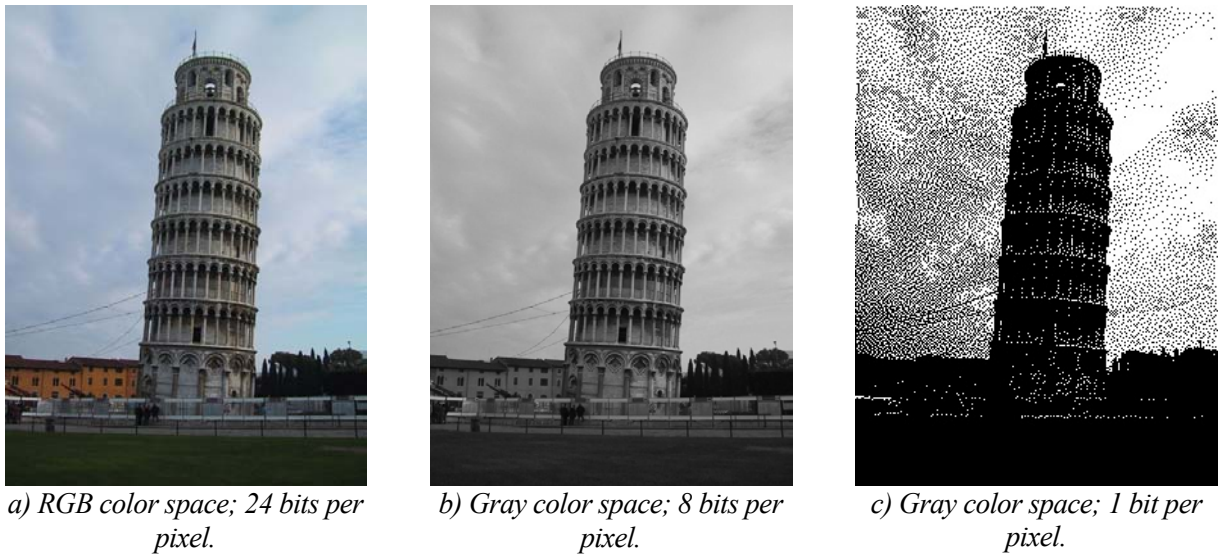 a) RGB color space; 24 bits per
pixel.
b) Gray color space; 8 bits per
pixel.
c) Gray color space; 1 bit per
pixel.